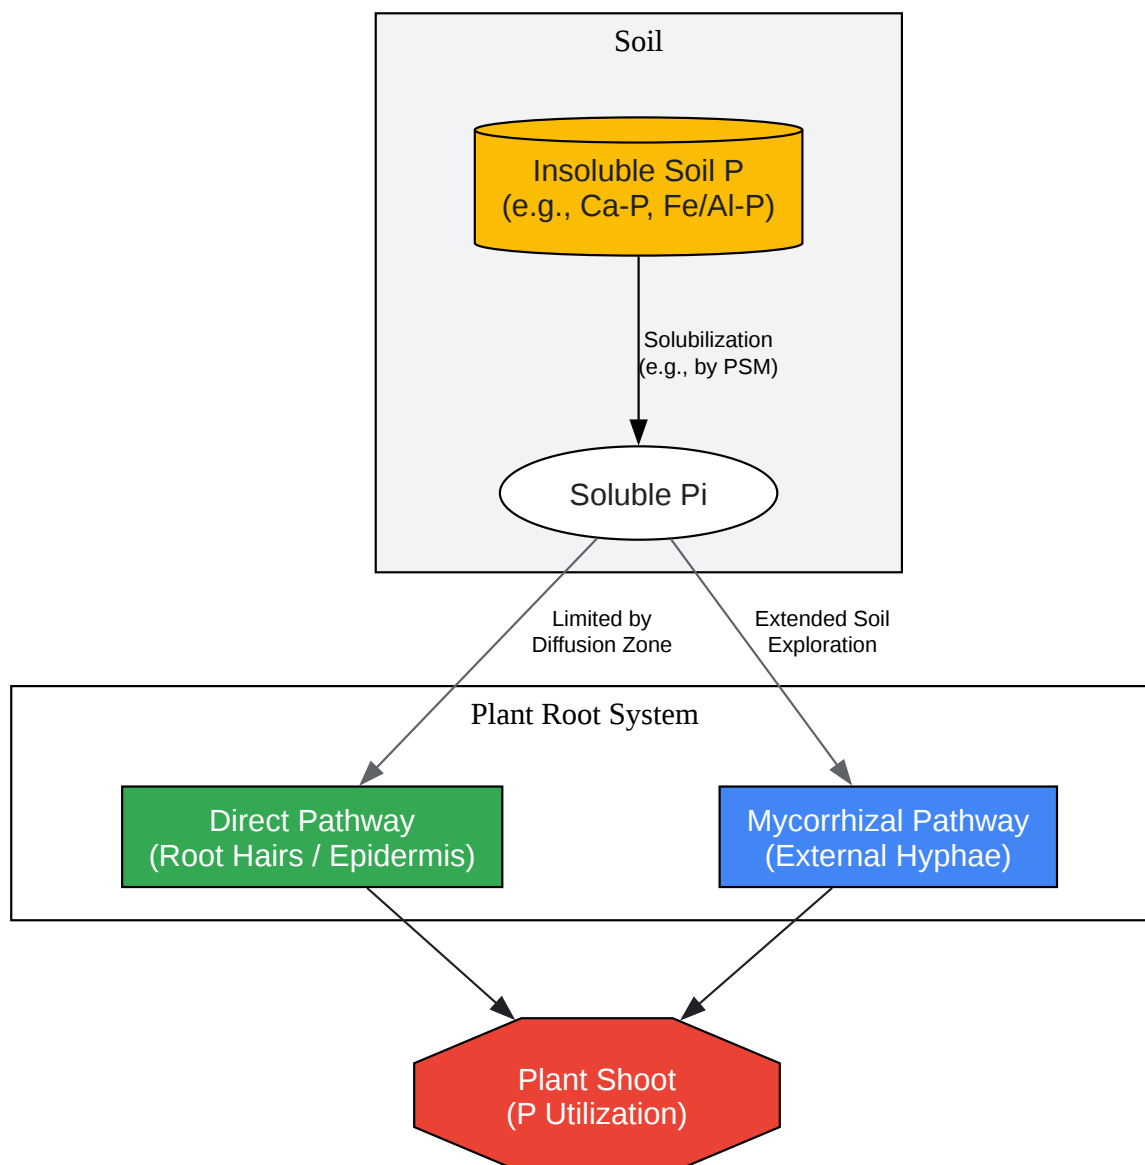 Soil
Insoluble Soil P
(e.g., Ca-P, Fe/Al-P)
Solubilization
(e.g., by PSM)
Soluble Pi
Limited by
Diffusion Zone
Extended Soil
Exploration
Plant Root System
Direct Pathway
(Root Hairs / Epidermis)
Mycorrhizal Pathway
(External Hyphae)
Plant Shoot
(P Utilization)